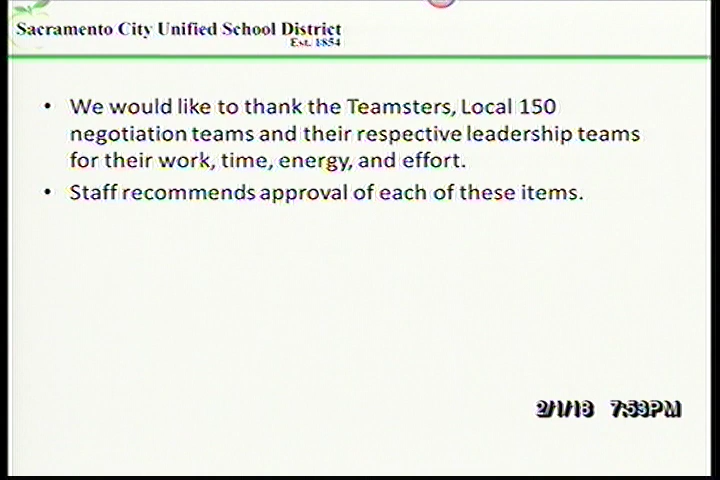 Sacramento City Unified School District
Est. 1854
• We would like to thank the Teamsters, Local 150
negotiation teams and their respective leadership teams
for their work, time, energy, and effort.
• Staff recommends approval of each of these items.
2/1/18 7:53PM